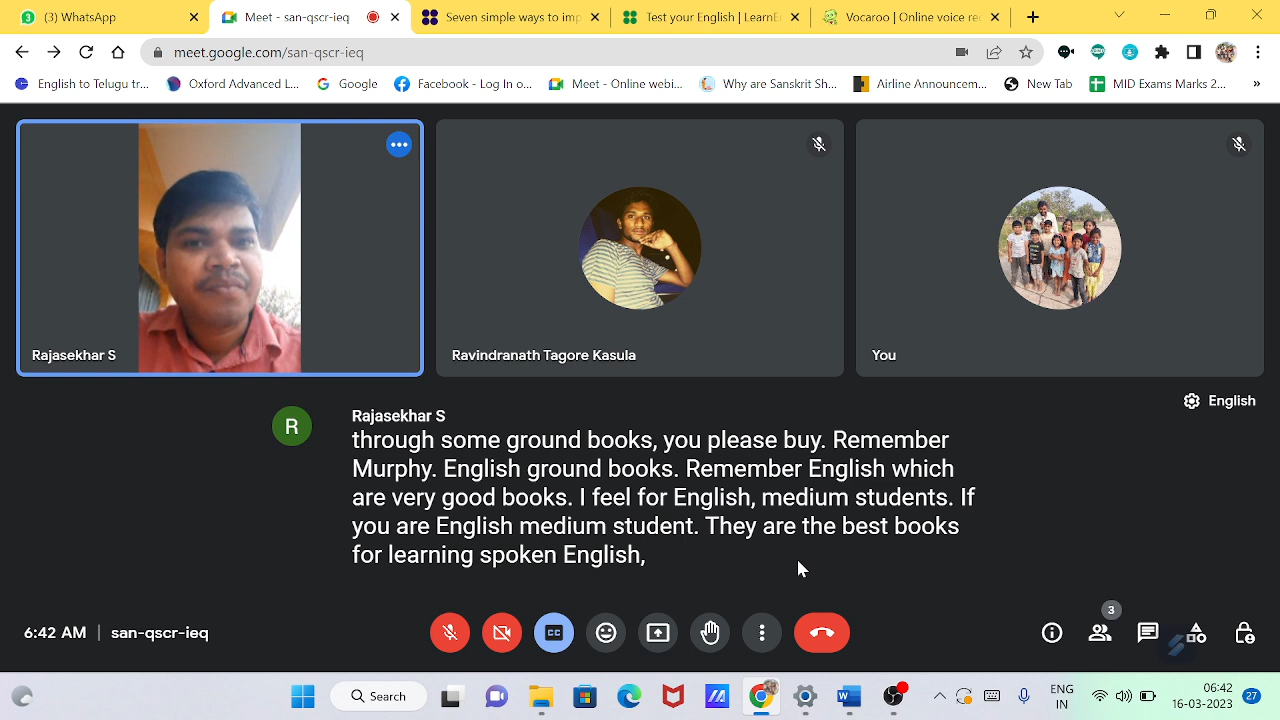 (3) WhatsApp
Meet - san-qscr-ieq
Seven simple ways to imp
Test your English | LearnE
Vocaroo | Online voice rec
meet.google.com/san-qscr-ieq
English to Telugu tr...
Oxford Advanced L...
Google
Facebook - Log In o...
Meet - Online webi...
Why are Sanskrit Sh...
Airline Announcem...
New Tab
MID Exams Marks 2...
»
Rajasekhar S
Ravindranath Tagore Kasula
You
English
R
Rajasekhar S
through some ground books, you please buy. Remember
Murphy. English ground books. Remember English which
are very good books. I feel for English, medium students. If
you are English medium student. They are the best books
for learning spoken English,
3
6:42 AM | san-qscr-ieq
CC
Search
ENG
IN
06:42
16-03-2023
27